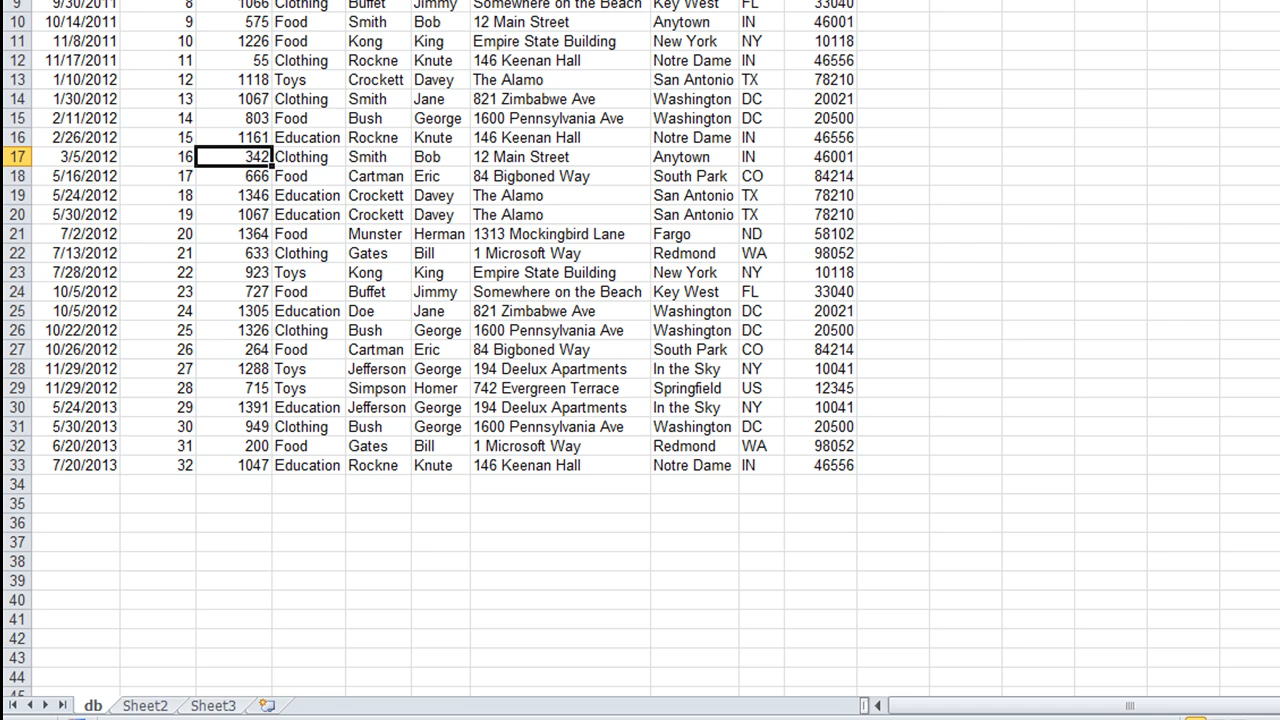 9 9/30/2011 8 1066 Clothing Buffet Jimmy Somewhere on the Beach Key West FL 33040
10 10/14/2011 9 575 Food Smith Bob 12 Main Street Anytown IN 46001
11 11/8/2011 10 1226 Food Kong King Empire State Building New York NY 10118
12 11/17/2011 11 55 Clothing Rockne Knute 146 Keenan Hall Notre Dame IN 46556
13 1/10/2012 12 1118 Toys Crockett Davey The Alamo San Antonio TX 78210
14 1/30/2012 13 1067 Clothing Smith Jane 821 Zimbabwe Ave Washington DC 20021
15 2/11/2012 14 803 Food Bush George 1600 Pennsylvania Ave Washington DC 20500
16 2/26/2012 15 1161 Education Rockne Knute 146 Keenan Hall Notre Dame IN 46556
17 3/5/2012 16 342 Clothing Smith Bob 12 Main Street Anytown IN 46001
18 5/16/2012 17 666 Food Cartman Eric 84 Bigboned Way South Park CO 84214
19 5/24/2012 18 1346 Education Crockett Davey The Alamo San Antonio TX 78210
20 5/30/2012 19 1067 Education Crockett Davey The Alamo San Antonio TX 78210
21 7/2/2012 20 1364 Food Munster Herman 1313 Mockingbird Lane Fargo ND 58102
22 7/13/2012 21 633 Clothing Gates Bill 1 Microsoft Way Redmond WA 98052
23 7/28/2012 22 923 Toys Kong King Empire State Building New York NY 10118
24 10/5/2012 23 727 Food Buffet Jimmy Somewhere on the Beach Key West FL 33040
25 10/5/2012 24 1305 Education Doe Jane 821 Zimbabwe Ave Washington DC 20021
26 10/22/2012 25 1326 Clothing Bush George 1600 Pennsylvania Ave Washington DC 20500
27 10/26/2012 26 264 Food Cartman Eric 84 Bigboned Way South Park CO 84214
28 11/29/2012 27 1288 Toys Jefferson George 194 Deelux Apartments In the Sky NY 10041
29 11/29/2012 28 715 Toys Simpson Homer 742 Evergreen Terrace Springfield US 12345
30 5/24/2013 29 1391 Education Jefferson George 194 Deelux Apartments In the Sky NY 10041
31 5/30/2013 30 949 Clothing Bush George 1600 Pennsylvania Ave Washington DC 20500
32 6/20/2013 31 200 Food Gates Bill 1 Microsoft Way Redmond WA 98052
33 7/20/2013 32 1047 Education Rockne Knute 146 Keenan Hall Notre Dame IN 46556
34
35
36
37
38
39
40
41
42
43
44
45
db Sheet2 Sheet3